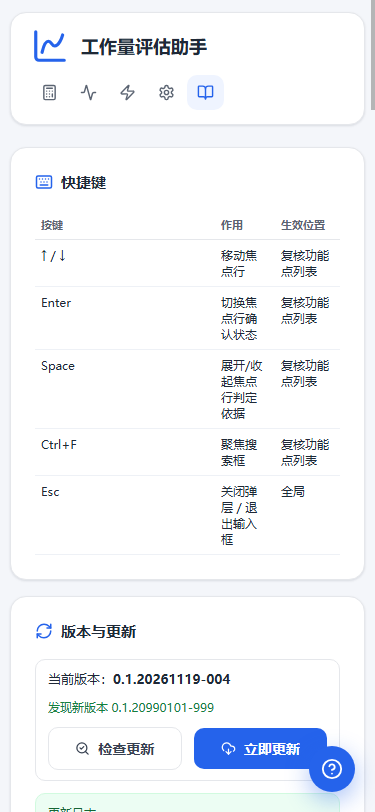 工作量评估助手
快捷键
按键 作用 生效位置
↑ / ↓ 移动焦 复核功能
点行 点列表
Enter 切换焦 复核功能
点行确 点列表
认状态
Space 展开/收 复核功能
起焦点 点列表
行判定
依据
Ctrl+F 聚焦搜 复核功能
索框 点列表
Esc 关闭弹 全局
层 / 退
出输入
框
版本与更新
当前版本：0.1.20261119-004
发现新版本 0.1.20990101-999
检查更新 立即更新